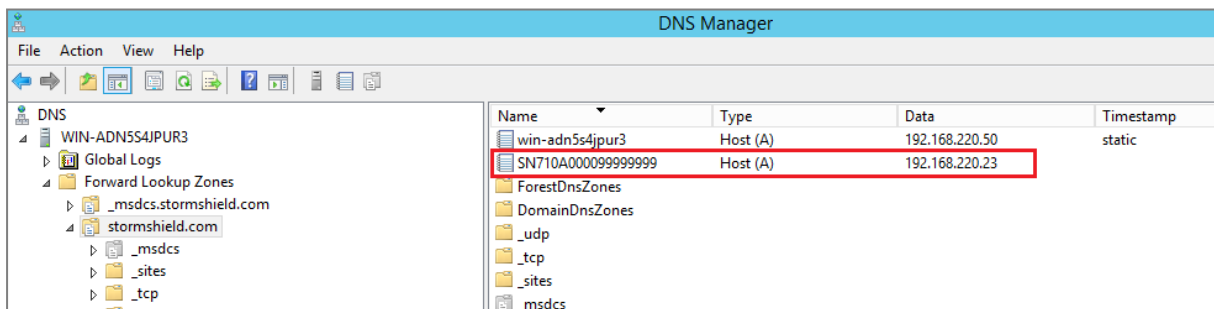 DNS Manager
File Action View Help
DNS
WIN-ADN5S4JPUR3
Global Logs
Forward Lookup Zones
_msdcs.stormshield.com
stormshield.com
_msdcs
_sites
_tcp
Name Type Data Timestamp
win-adn5s4jpur3 Host (A) 192.168.220.50 static
SN710A000099999999 Host (A) 192.168.220.23
ForestDnsZones
DomainDnsZones
_udp
_tcp
_sites
_msdcs